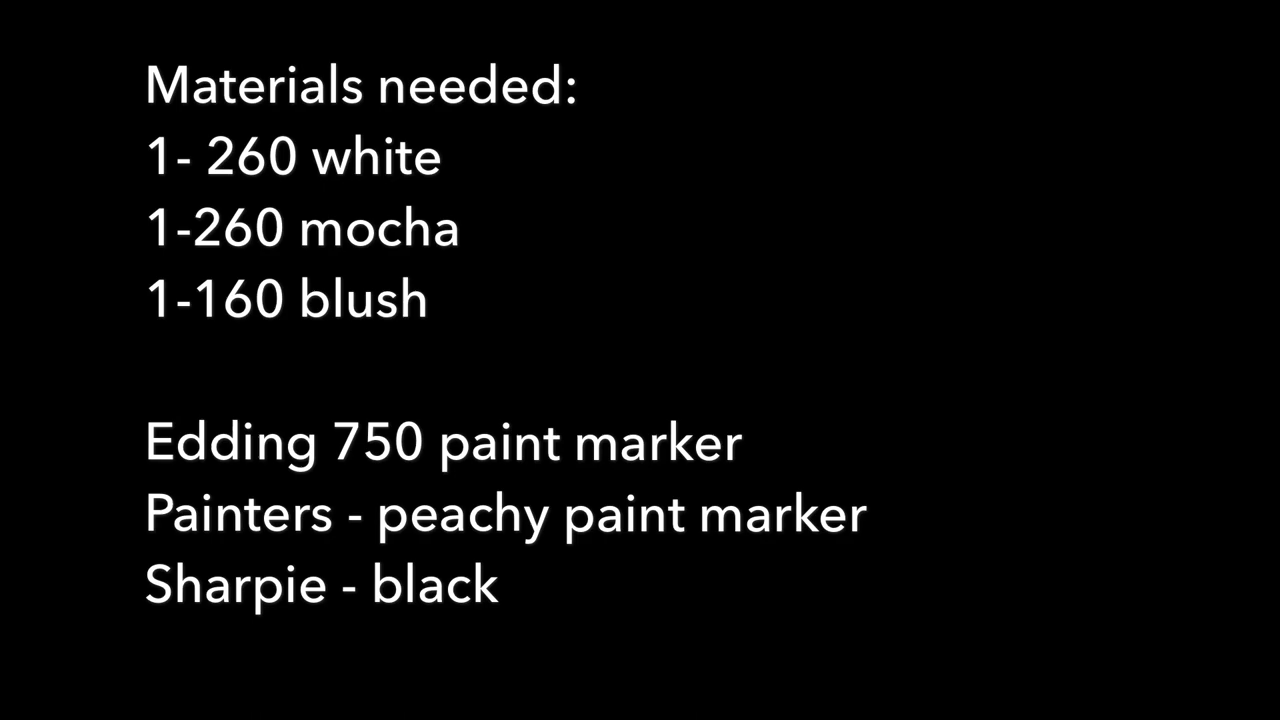 Materials needed:
1- 260 white
1-260 mocha
1-160 blush
Edding 750 paint marker
Painters - peachy paint marker
Sharpie - black